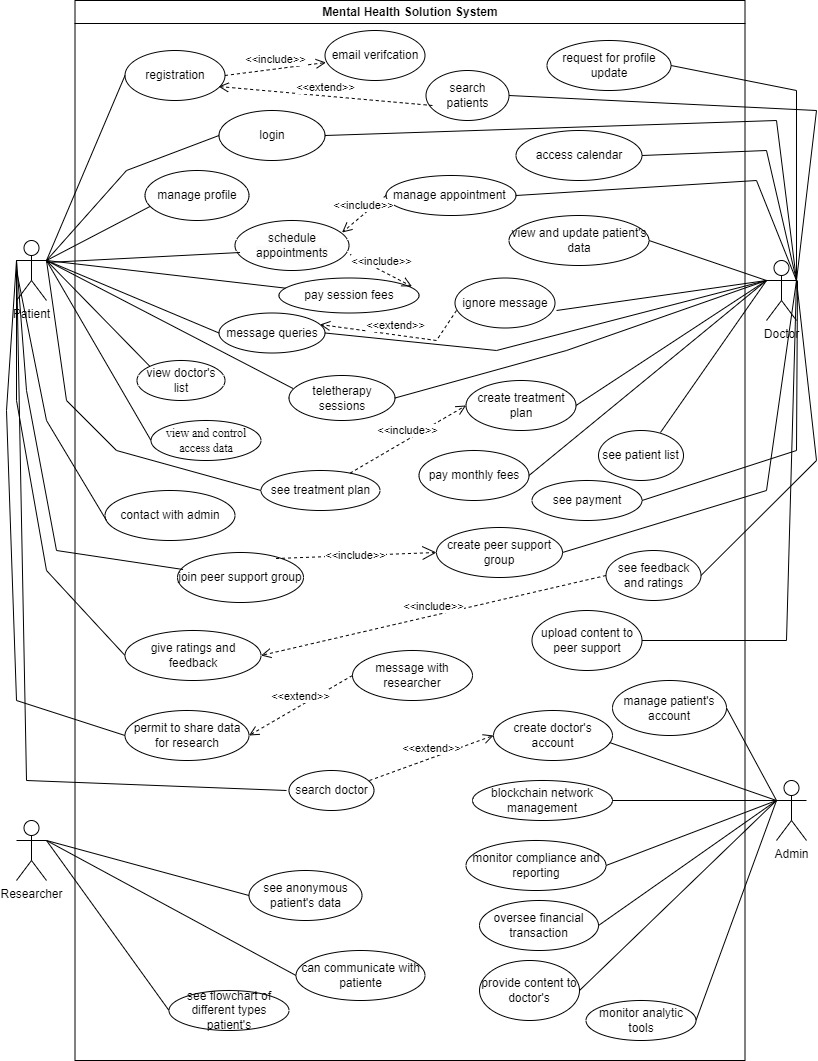 Mental Health Solution System
email verifcation
<<include>>
request for profile
update
registration
<<extend>>
search
patients
login
access calendar
manage profile
manage appointment
<<include>>
schedule
appointments
view and update patient's
data
<<include>>
Patient
pay session fees
ignore message
Doctor
message queries
<<extend>>
view doctor's
list
teletherapy
sessions
create treatment
plan
view and control
access data
<<include>>
see patient list
pay monthly fees
see treatment plan
see payment
contact with admin
create peer support
group
<<include>>
join peer support group
see feedback
and ratings
<<include>>
give ratings and
feedback
upload content to
peer support
message with
researcher
<<extend>>
manage patient's
account
permit to share data
for research
create doctor's
account
<<extend>>
search doctor
blockchain network
management
Admin
monitor compliance and
reporting
Researcher
see anonymous
patient's data
oversee financial
transaction
can communicate with
patiente
provide content to
doctor's
see flowchart of
different types
patient's
monitor analytic
tools